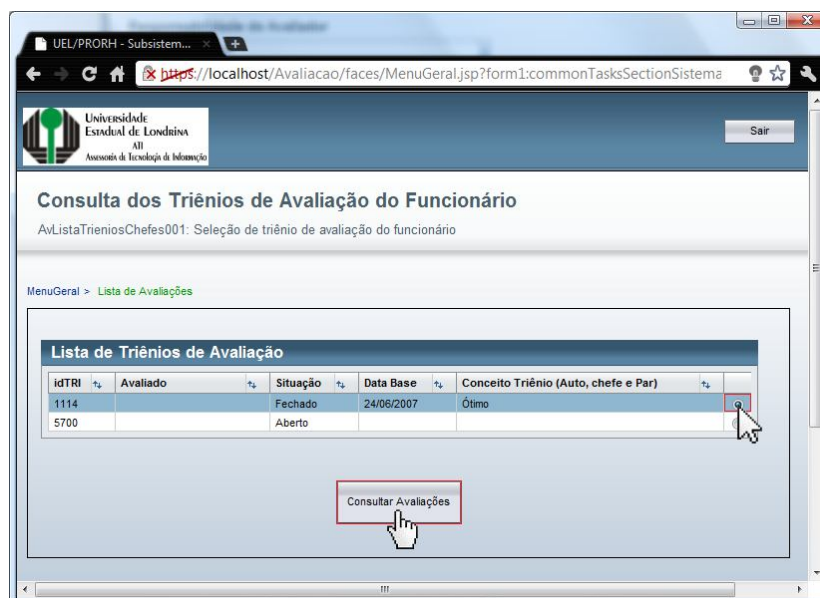 UEL/PRORH - Subsistem...
https://localhost/Avaliacao/faces/MenuGeral.jsp?form1:commonTasksSectionSistema
Universidade
Estadual de Londrina
ATI
Assessoria de Tecnologia de Informação
Sair
Consulta dos Triênios de Avaliação do Funcionário
AvListaTrieniosChefes001: Seleção de triênio de avaliação do funcionário
MenuGeral > Lista de Avaliações
Lista de Triênios de Avaliação
idTRI Avaliado Situação Data Base Conceito Triênio (Auto, chefe e Par)
1114 Fechado 24/06/2007 Ótimo
5700 Aberto
Consultar Avaliações